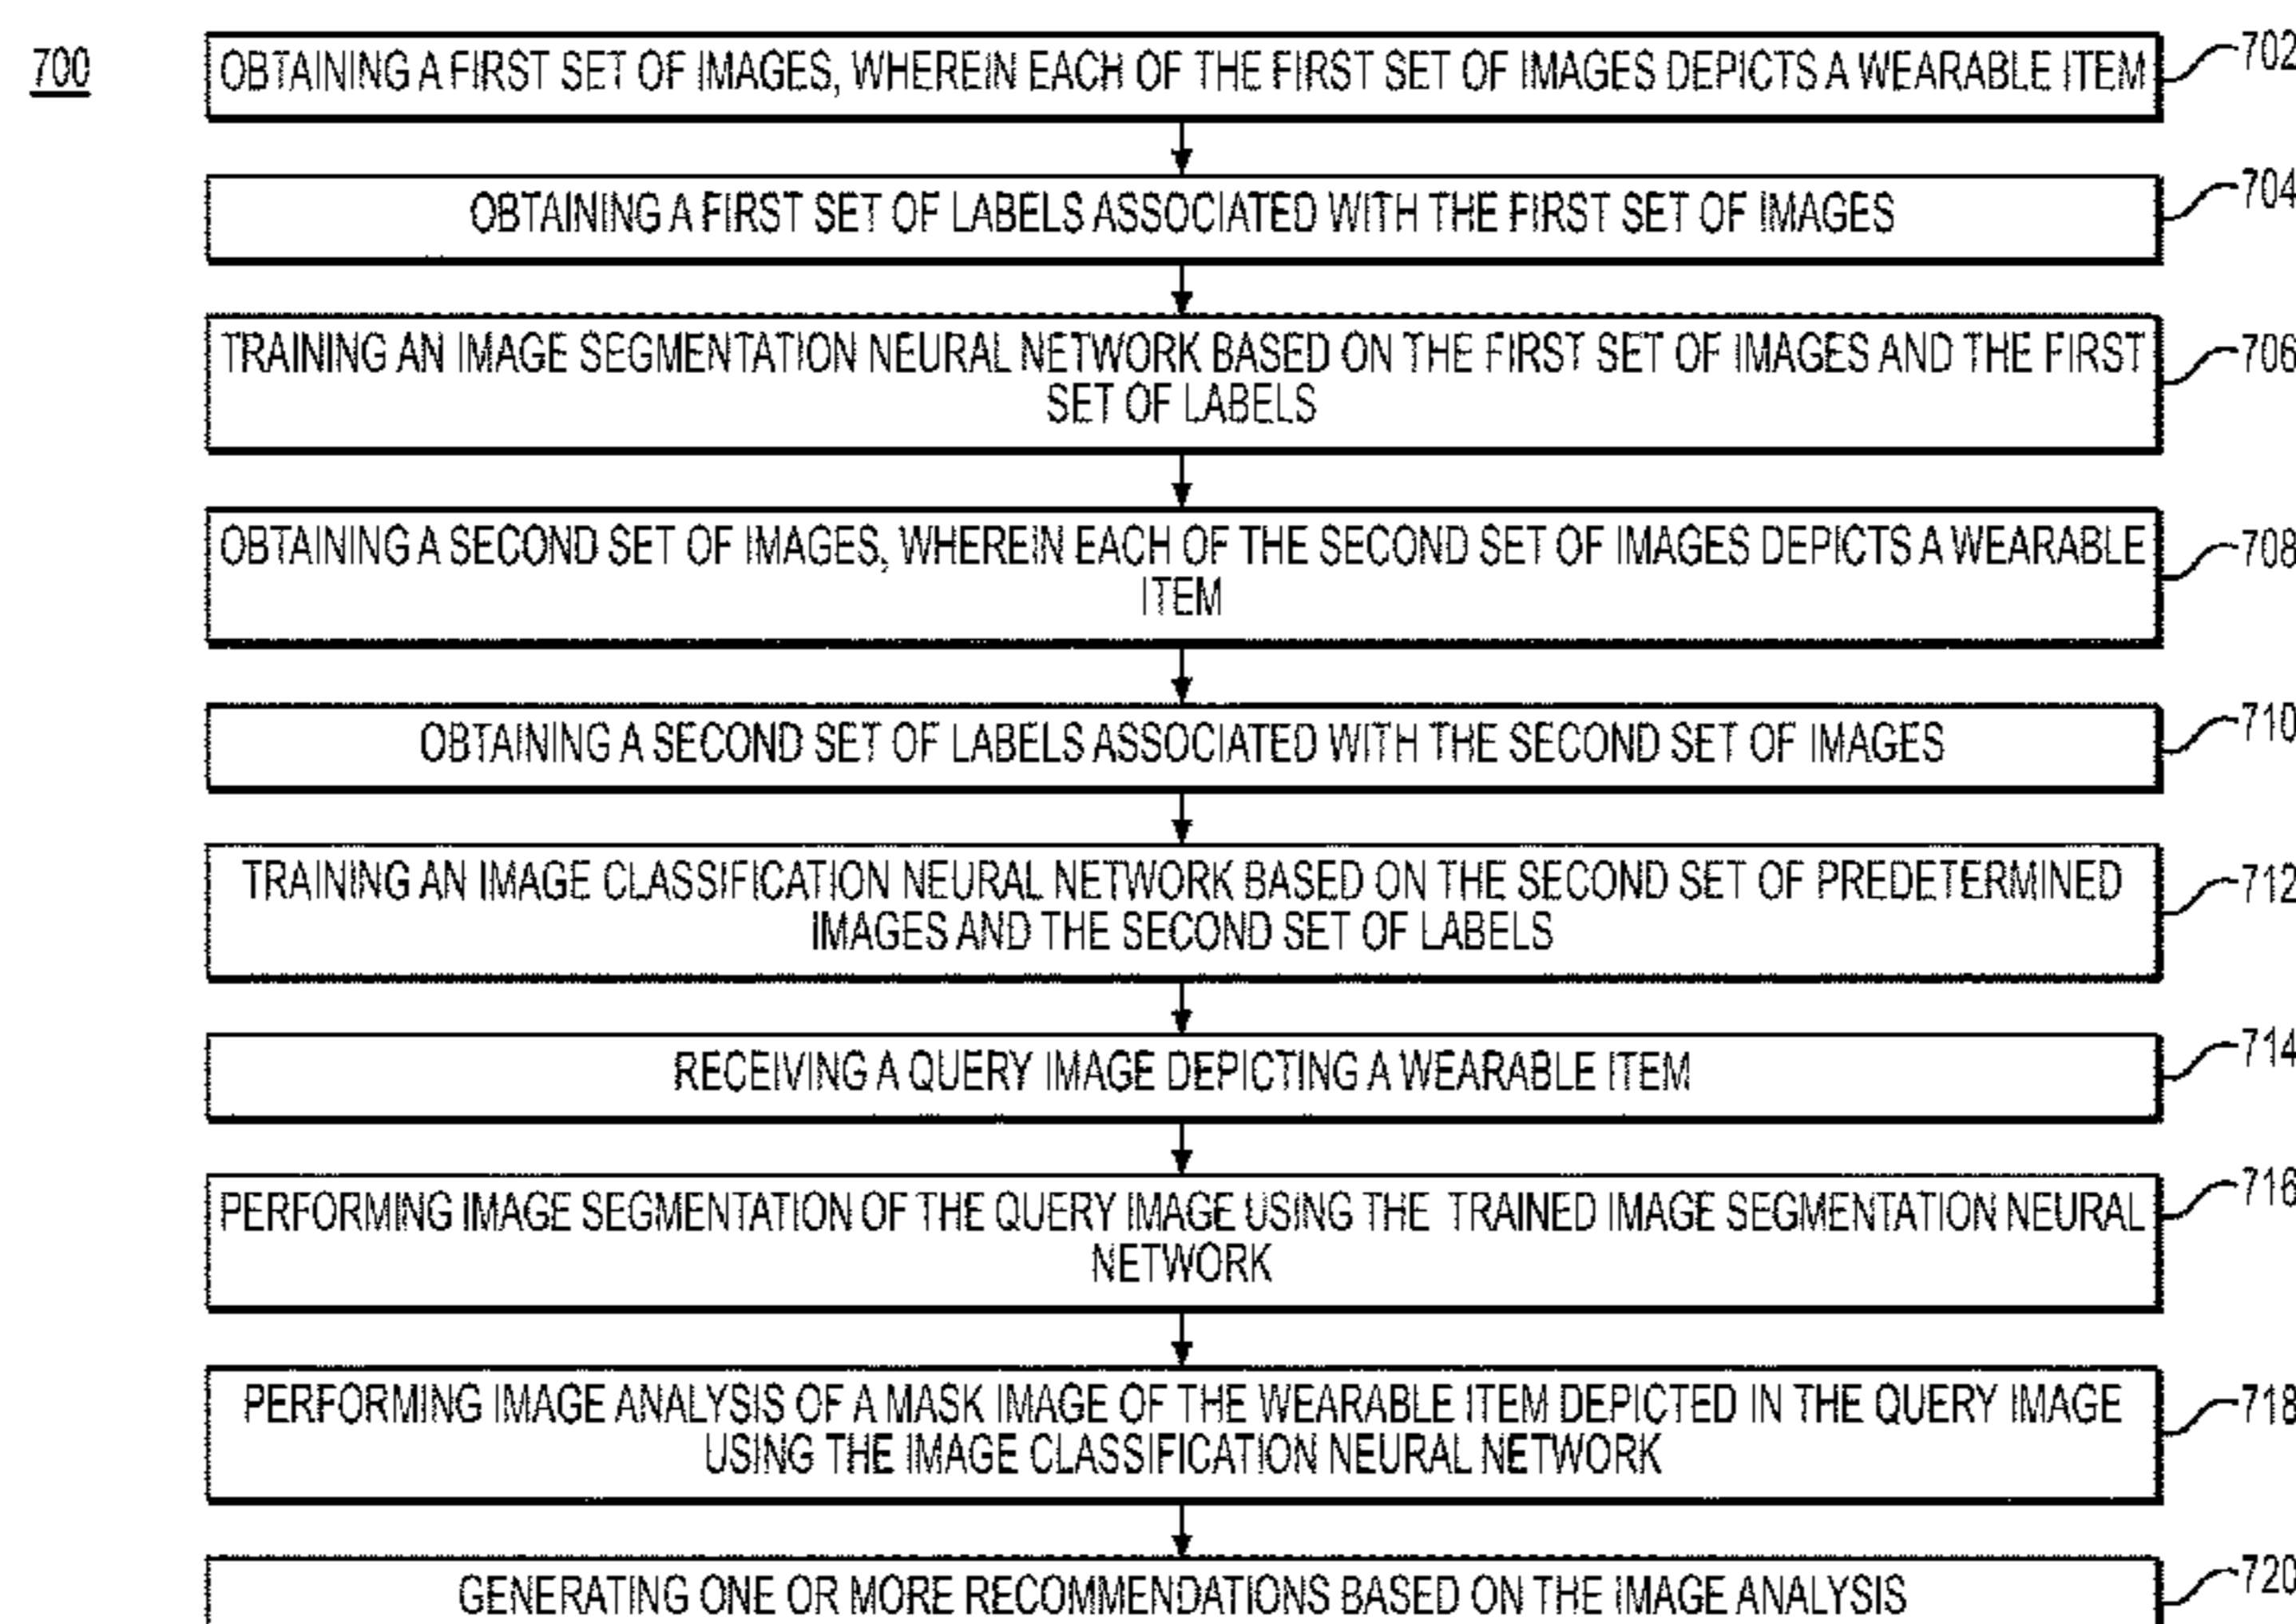 700
OBTAINING A FIRST SET OF IMAGES, WHEREIN EACH OF THE FIRST SET OF IMAGES DEPICTS A WEARABLE ITEM
702
OBTAINING A FIRST SET OF LABELS ASSOCIATED WITH THE FIRST SET OF IMAGES
704
TRAINING AN IMAGE SEGMENTATION NEURAL NETWORK BASED ON THE FIRST SET OF IMAGES AND THE FIRST
SET OF LABELS
706
OBTAINING A SECOND SET OF IMAGES, WHEREIN EACH OF THE SECOND SET OF IMAGES DEPICTS A WEARABLE
ITEM
708
OBTAINING A SECOND SET OF LABELS ASSOCIATED WITH THE SECOND SET OF IMAGES
710
TRAINING AN IMAGE CLASSIFICATION NEURAL NETWORK BASED ON THE SECOND SET OF PREDETERMINED
IMAGES AND THE SECOND SET OF LABELS
712
RECEIVING A QUERY IMAGE DEPICTING A WEARABLE ITEM
714
PERFORMING IMAGE SEGMENTATION OF THE QUERY IMAGE USING THE TRAINED IMAGE SEGMENTATION NEURAL
NETWORK
716
PERFORMING IMAGE ANALYSIS OF A MASK IMAGE OF THE WEARABLE ITEM DEPICTED IN THE QUERY IMAGE
USING THE IMAGE CLASSIFICATION NEURAL NETWORK
718
GENERATING ONE OR MORE RECOMMENDATIONS BASED ON THE IMAGE ANALYSIS
720